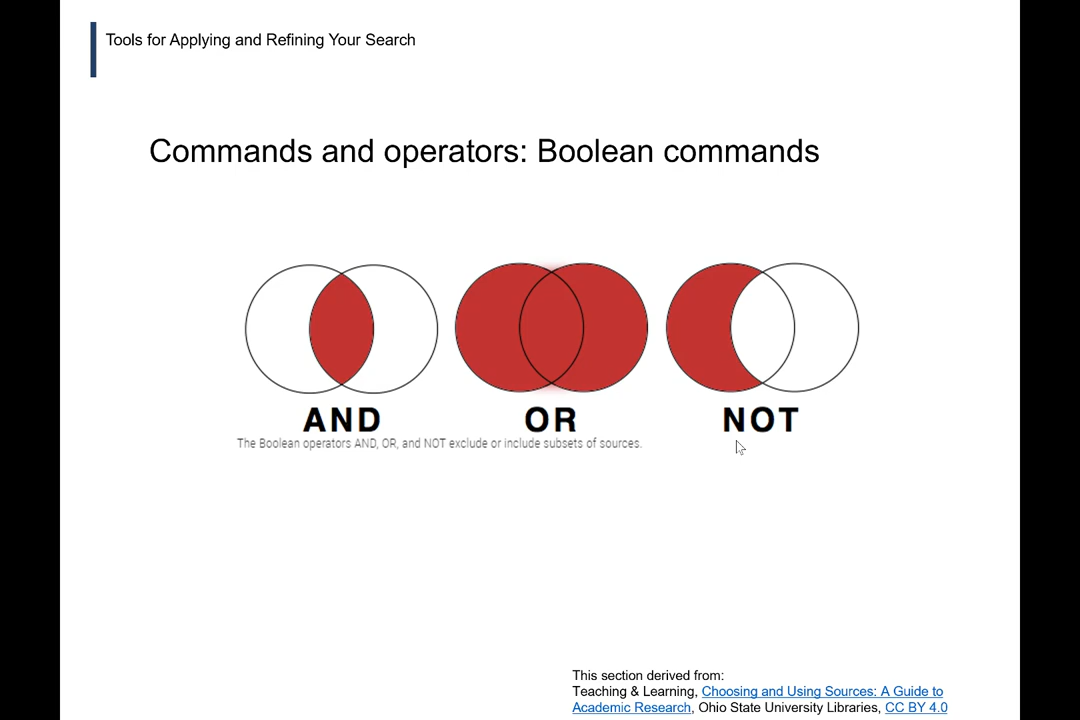 Tools for Applying and Refining Your Search
Commands and operators: Boolean commands
AND OR NOT
The Boolean operators AND, OR, and NOT exclude or include subsets of sources.
This section derived from:
Teaching & Learning, Choosing and Using Sources: A Guide to
Academic Research, Ohio State University Libraries, CC BY 4.0